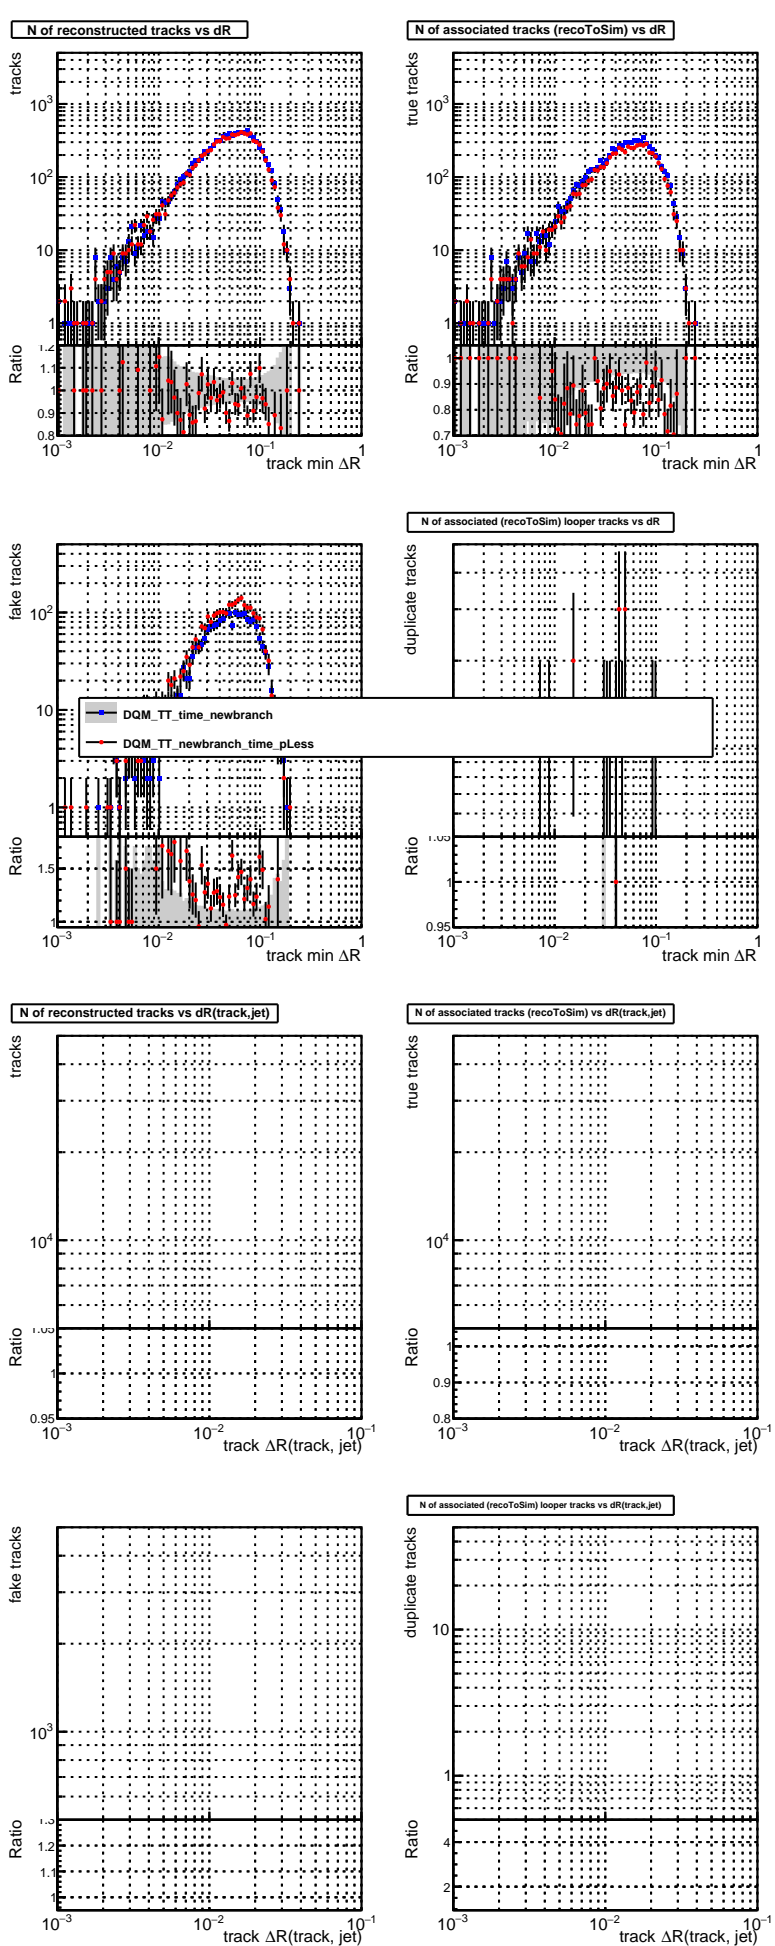 N of reconstructed tracks vs dR
tracks
10³
10²
10
1
Ratio
1.2
1.1
1
0.9
0.8
10⁻³
10⁻²
10⁻¹
1
track min ΔR
N of associated tracks (recoToSim) vs dR
true tracks
10³
10²
10
1
Ratio
1
0.9
0.8
0.7
10⁻³
10⁻²
10⁻¹
1
track min ΔR
fake tracks
10²
10
1
Ratio
1.5
1
10⁻³
10⁻²
10⁻¹
1
track min ΔR
N of associated (recoToSim) looper tracks vs dR
duplicate tracks
Ratio
1.05
1
0.95
10⁻³
10⁻²
10⁻¹
1
track min ΔR
DQM_TT_time_newbranch
DQM_TT_newbranch_time_pLess
N of reconstructed tracks vs dR(track,jet)
tracks
10⁴
Ratio
1.05
1
0.95
10⁻³
10⁻²
10⁻¹
track ΔR(track, jet)
N of associated tracks (recoToSim) vs dR(track,jet)
true tracks
10⁴
Ratio
1
0.9
0.8
10⁻³
10⁻²
10⁻¹
track ΔR(track, jet)
fake tracks
10³
Ratio
1.3
1.2
1.1
1
10⁻³
10⁻²
10⁻¹
track ΔR(track, jet)
N of associated (recoToSim) looper tracks vs dR(track,jet)
duplicate tracks
10
1
Ratio
4
2
10⁻³
10⁻²
10⁻¹
track ΔR(track, jet)